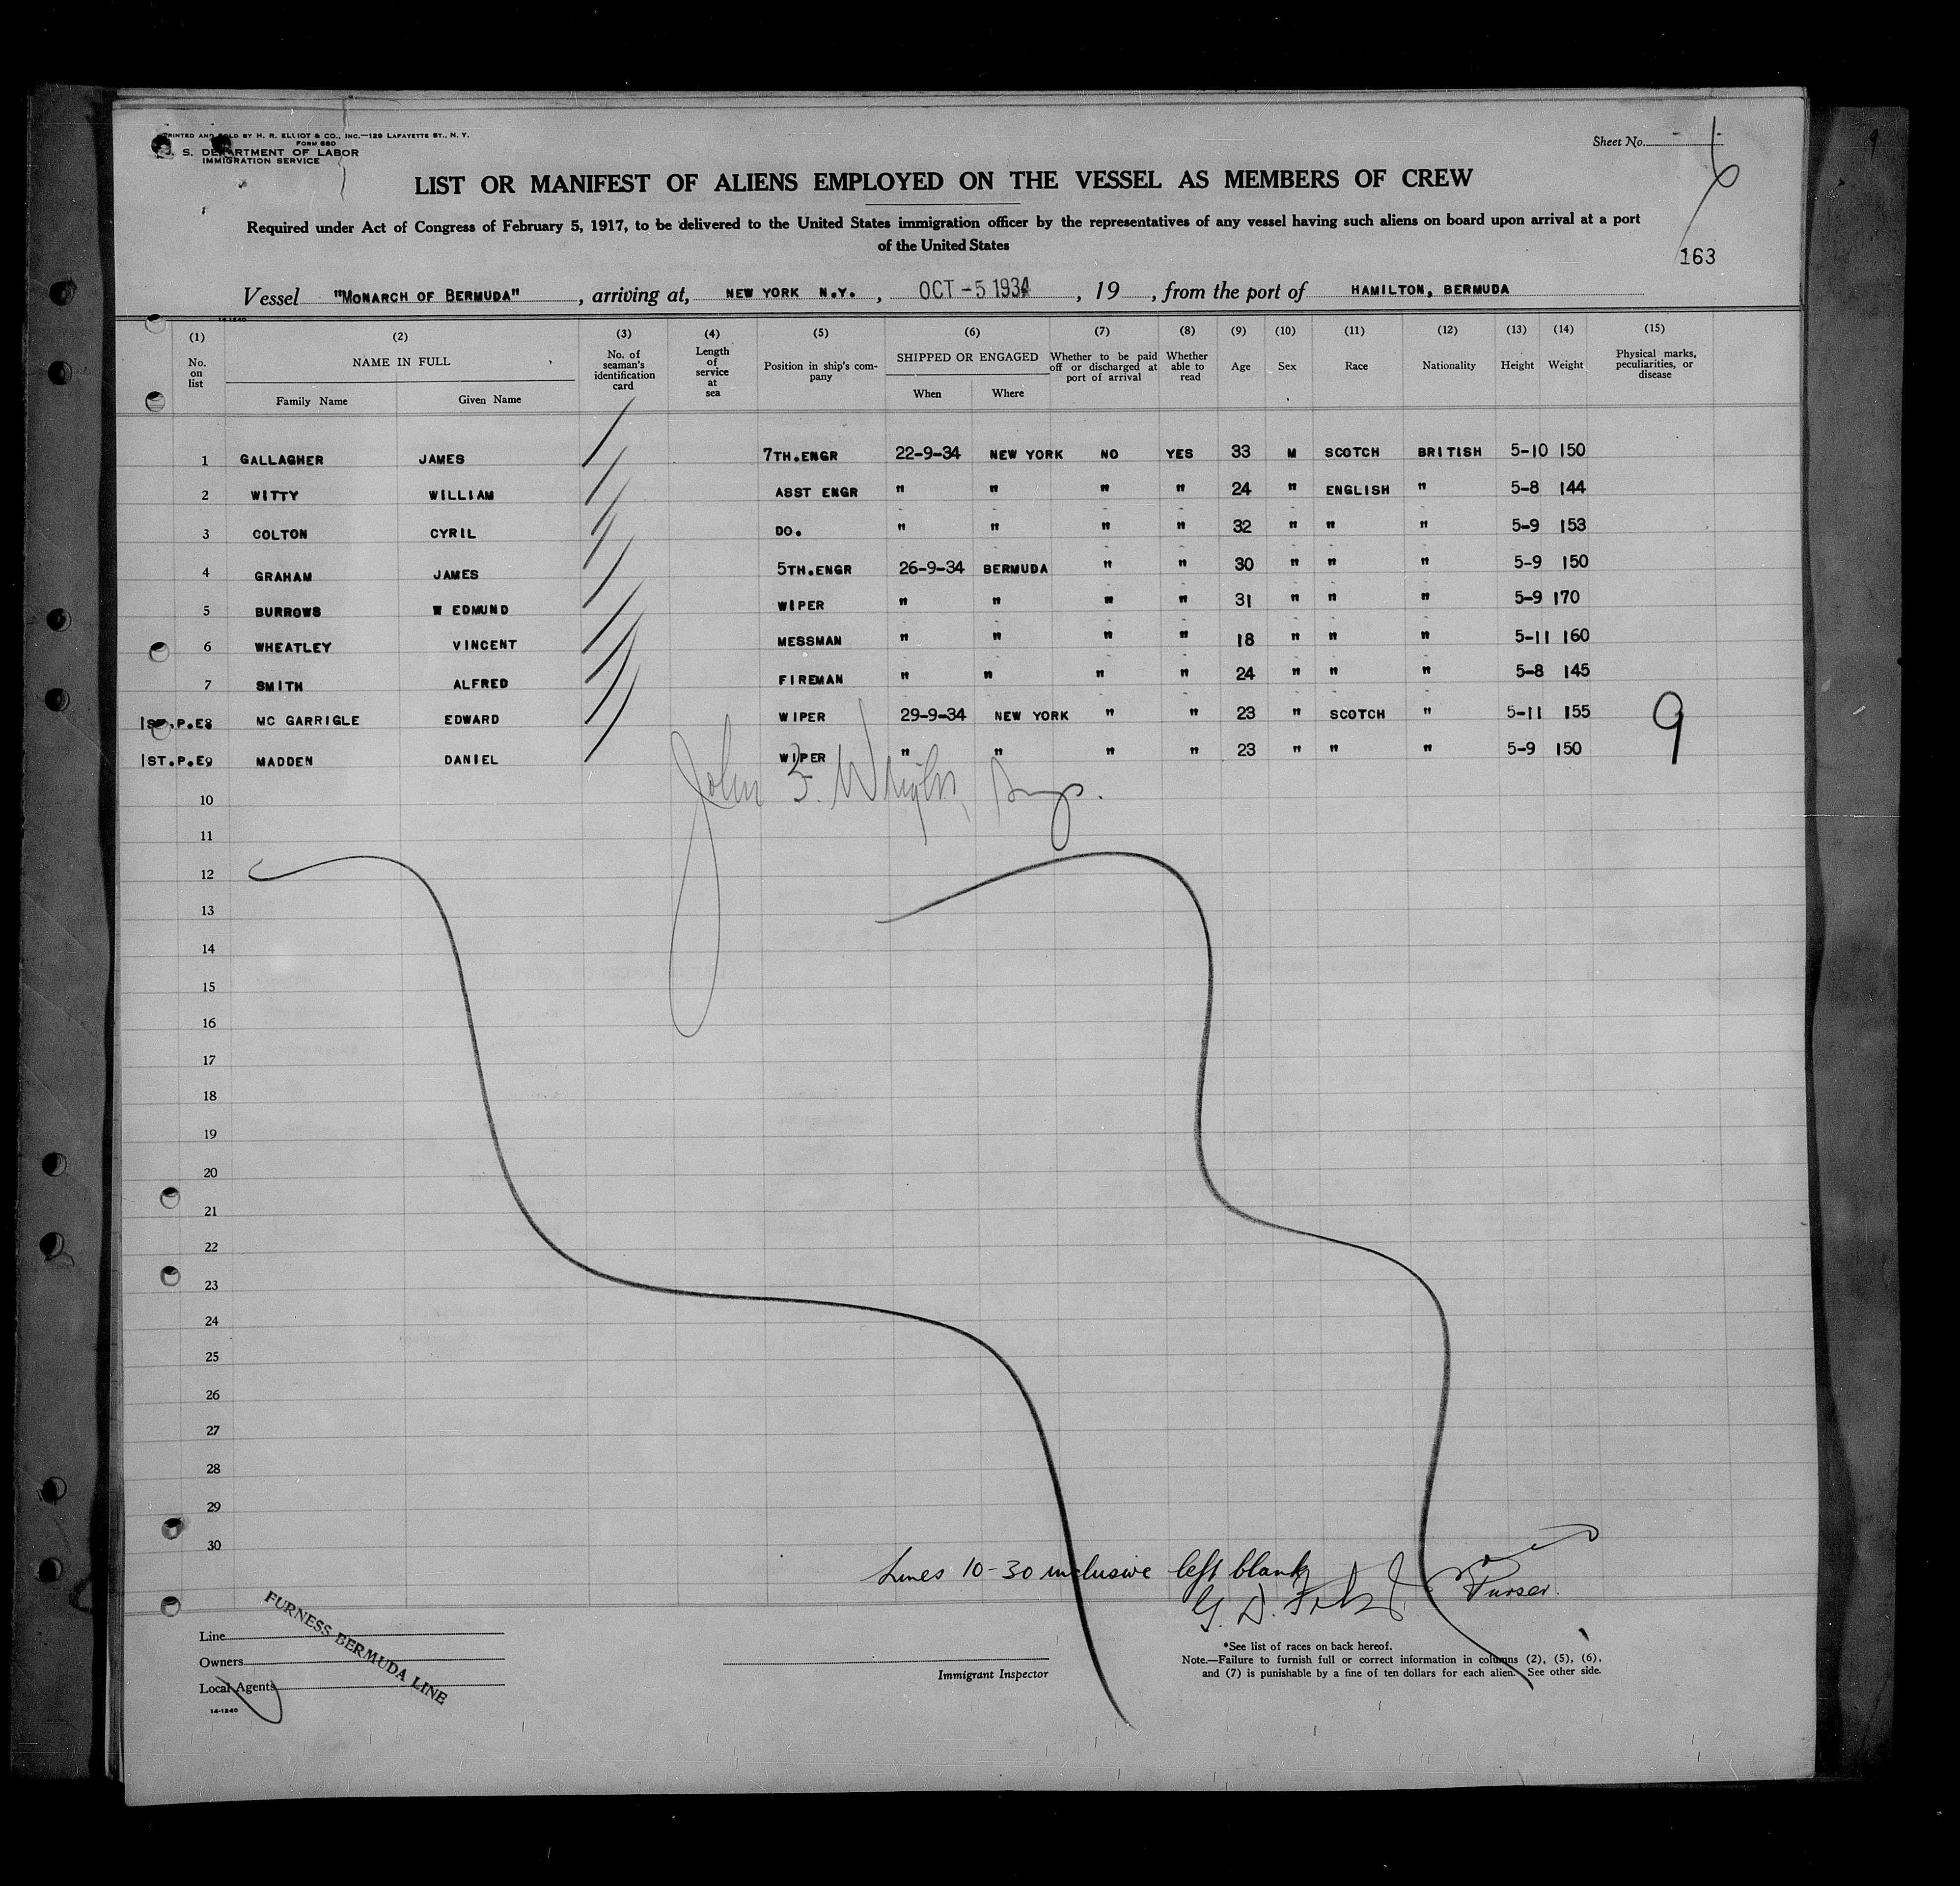 PRINTED AND SOLD BY H. R. ELLIOT & CO., INC.—129 LAFAYETTE ST., N. Y.
FORM 680
U. S. DEPARTMENT OF LABOR
IMMIGRATION SERVICE
Sheet No.
LIST OR MANIFEST OF ALIENS EMPLOYED ON THE VESSEL AS MEMBERS OF CREW
Required under Act of Congress of February 5, 1917, to be delivered to the United States immigration officer by the representatives of any vessel having such aliens on board upon arrival at a port
of the United States
163
Vessel "MONARCH OF BERMUDA", arriving at, NEW YORK N.Y., OCT -5 1934, 19, from the port of HAMILTON, BERMUDA
(1) (2) (3) (4) (5) (6) (7) (8) (9) (10) (11) (12) (13) (14) (15)
No. on list NAME IN FULL Family Name Given Name No. of seaman's identification card Length of service at sea Position in ship's company SHIPPED OR ENGAGED When Where Whether to be paid off or discharged at port of arrival Whether able to read Age Sex Race Nationality Height Weight Physical marks, peculiarities, or disease
1 GALLAGHER JAMES 7TH.ENGR 22-9-34 NEW YORK NO YES 33 M SCOTCH BRITISH 5-10 150
2 WITTY WILLIAM ASST ENGR " " " " 24 " ENGLISH " 5-8 144
3 COLTON CYRIL DO. " " " " 32 " " " 5-9 153
4 GRAHAM JAMES 5TH.ENGR 26-9-34 BERMUDA " " 30 " " " 5-9 150
5 BURROWS W EDMUND WIPER " " " " 31 " " " 5-9 170
6 WHEATLEY VINCENT MESSMAN " " " " 18 " " " 5-11 160
7 SMITH ALFRED FIREMAN " " " " 24 " " " 5-8 145
1ST.P.E8 MC GARRIGLE EDWARD WIPER 29-9-34 NEW YORK " " 23 " SCOTCH " 5-11 155 9
1ST.P.E9 MADDEN DANIEL WIPER " " " " 23 " " " 5-9 150
John
10
11
12
13
14
15
16
17
18
19
20
21
22
23
24
25
26
27
28
29
30
Lines 10-30 inclusive left blank
G. D. Purser.
Line
Owners
Local Agents
FURNESS BERMUDA LINE
14-1240
Immigrant Inspector
*See list of races on back hereof.
Note.—Failure to furnish full or correct information in columns (2), (5), (6),
and (7) is punishable by a fine of ten dollars for each alien. See other side.